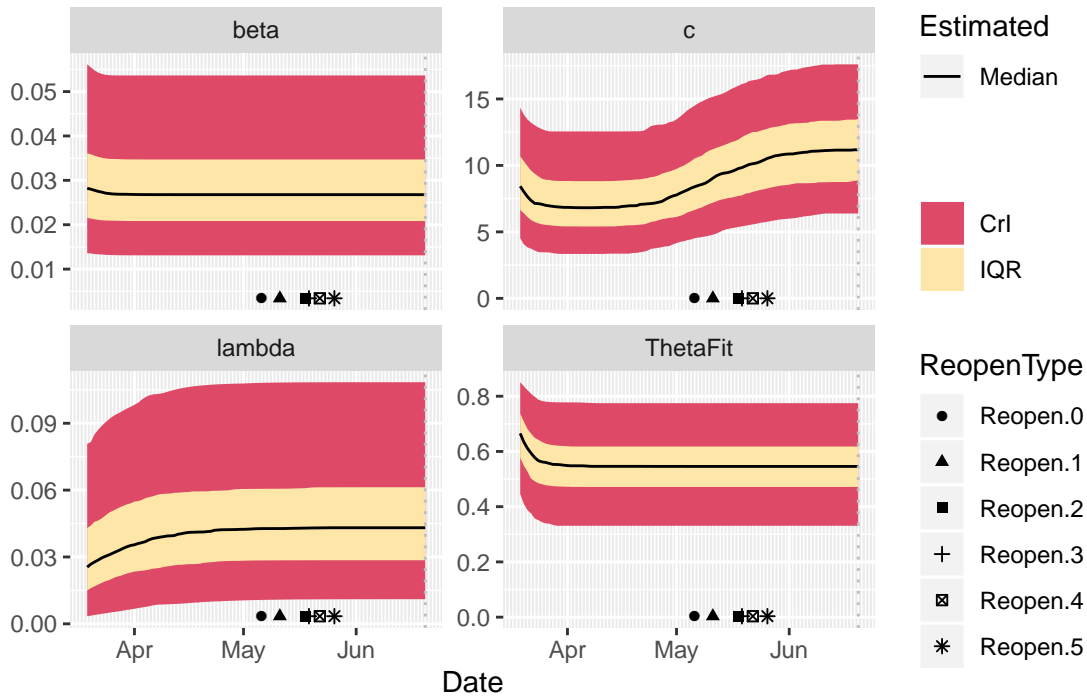 beta
c
Estimated
Median
CrI
IQR
0.05
0.04
0.03
0.02
0.01
15
10
5
0
lambda
ThetaFit
ReopenType
Reopen.0
Reopen.1
Reopen.2
Reopen.3
Reopen.4
Reopen.5
0.09
0.06
0.03
0.00
0.8
0.6
0.4
0.2
0.0
Apr May Jun
Apr May Jun
Date